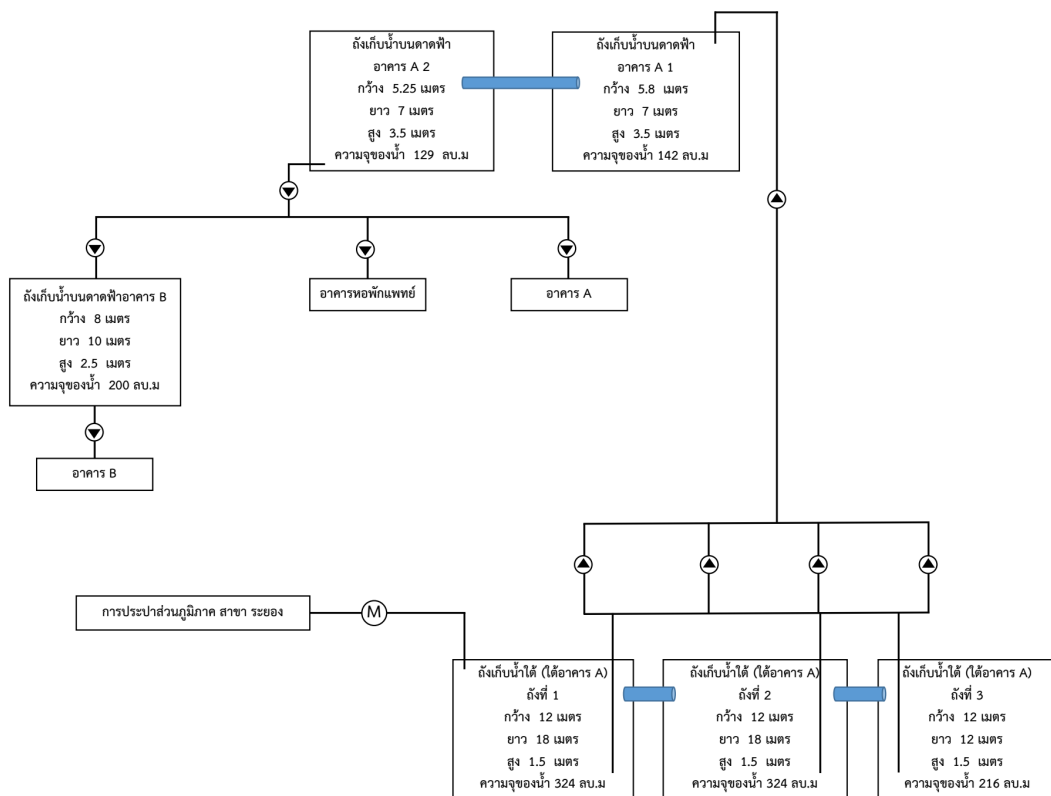 ถังเก็บน้ำบนดาดฟ้า
อาคาร A 2
กว้าง 5.25 เมตร
ยาว 7 เมตร
สูง 3.5 เมตร
ความจุของน้ำ 129 ลบ.ม
ถังเก็บน้ำบนดาดฟ้า
อาคาร A 1
กว้าง 5.8 เมตร
ยาว 7 เมตร
สูง 3.5 เมตร
ความจุของน้ำ 142 ลบ.ม
ถังเก็บน้ำบนดาดฟ้าอาคาร B
กว้าง 8 เมตร
ยาว 10 เมตร
สูง 2.5 เมตร
ความจุของน้ำ 200 ลบ.ม
อาคารหอพักแพทย์
อาคาร A
อาคาร B
การประปาส่วนภูมิภาค สาขา ระยอง
M
ถังเก็บน้ำใต้ (ใต้อาคาร A)
ถังที่ 1
กว้าง 12 เมตร
ยาว 18 เมตร
สูง 1.5 เมตร
ความจุของน้ำ 324 ลบ.ม
ถังเก็บน้ำใต้ (ใต้อาคาร A)
ถังที่ 2
กว้าง 12 เมตร
ยาว 18 เมตร
สูง 1.5 เมตร
ความจุของน้ำ 324 ลบ.ม
ถังเก็บน้ำใต้ (ใต้อาคาร A)
ถังที่ 3
กว้าง 12 เมตร
ยาว 12 เมตร
สูง 1.5 เมตร
ความจุของน้ำ 216 ลบ.ม